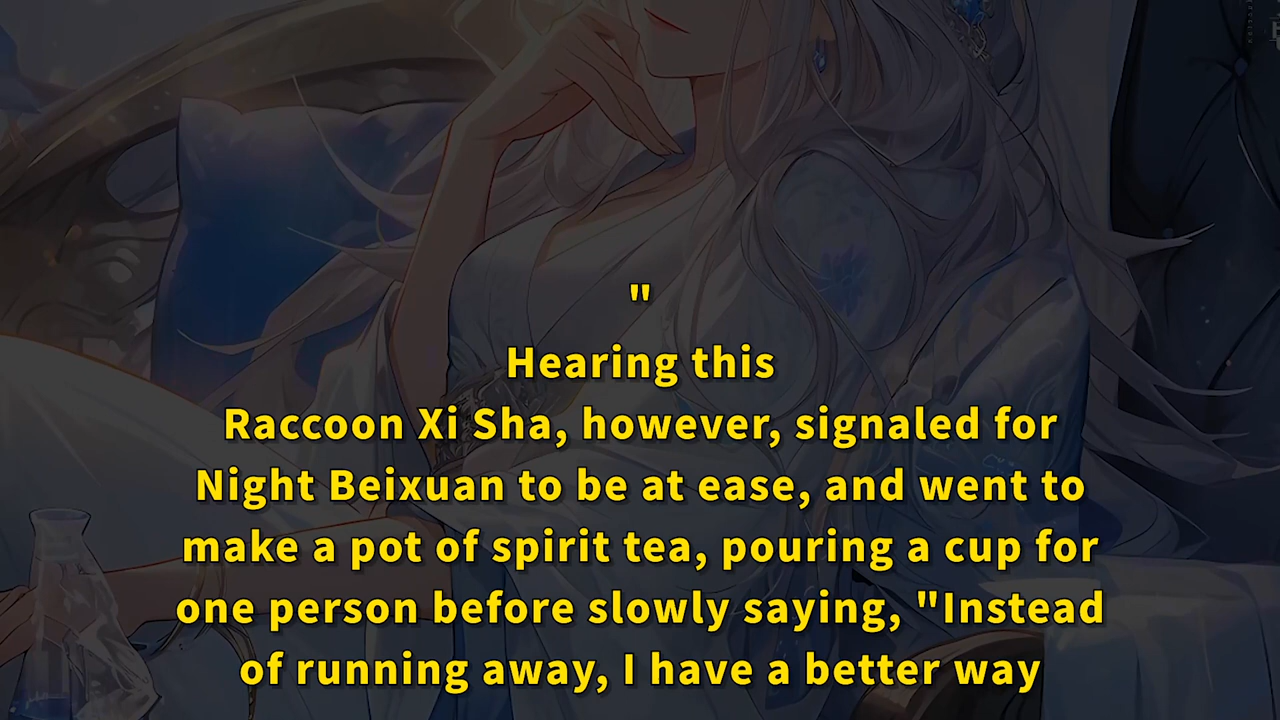 "
Hearing this
Raccoon Xi Sha, however, signaled for
Night Beixuan to be at ease, and went to
make a pot of spirit tea, pouring a cup for
one person before slowly saying, "Instead
of running away, I have a better way